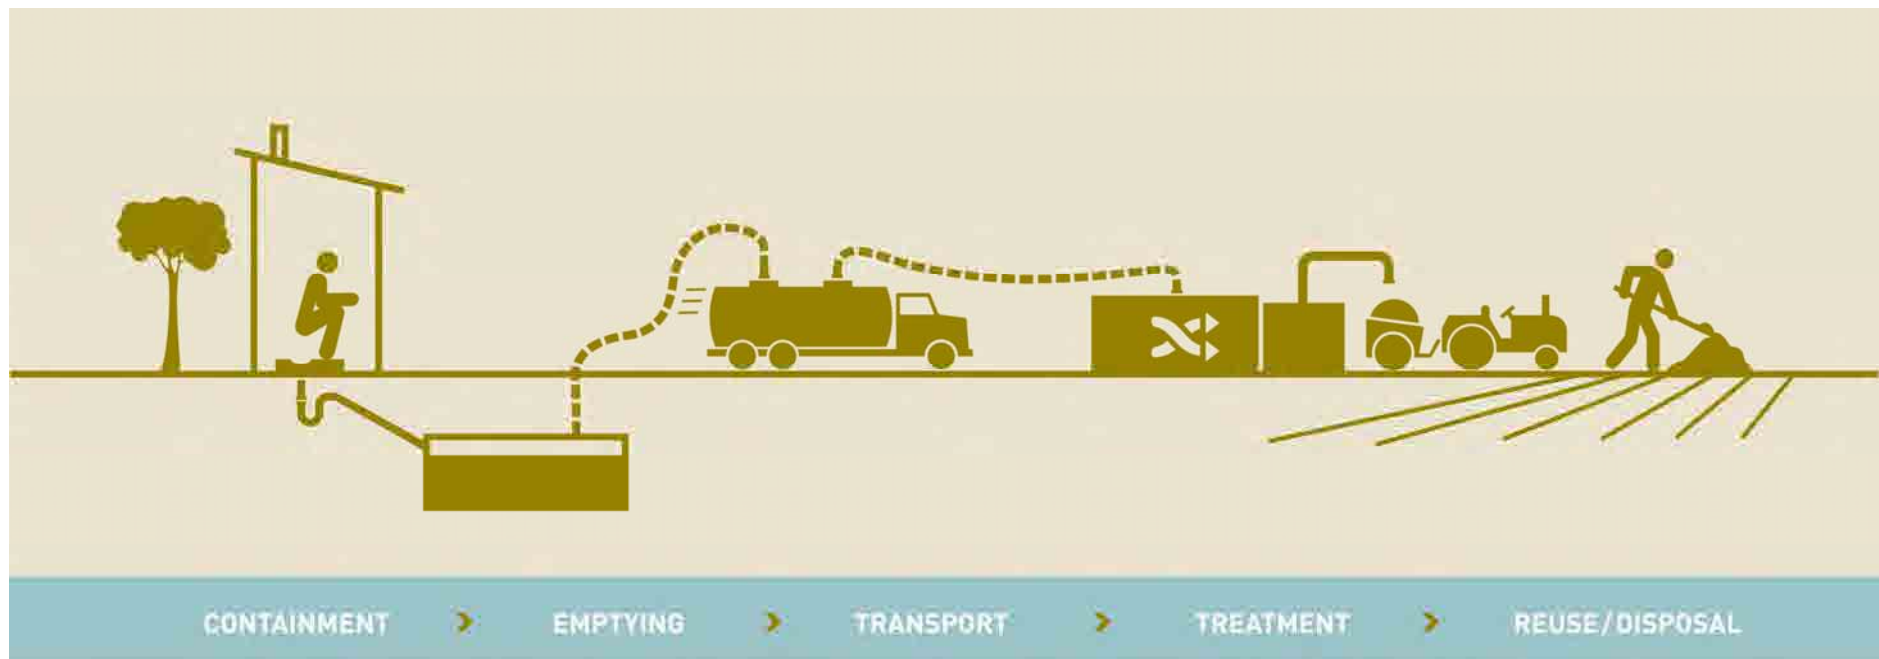 CONTAINMENT > EMPTYING > TRANSPORT > TREATMENT > REUSE/DISPOSAL